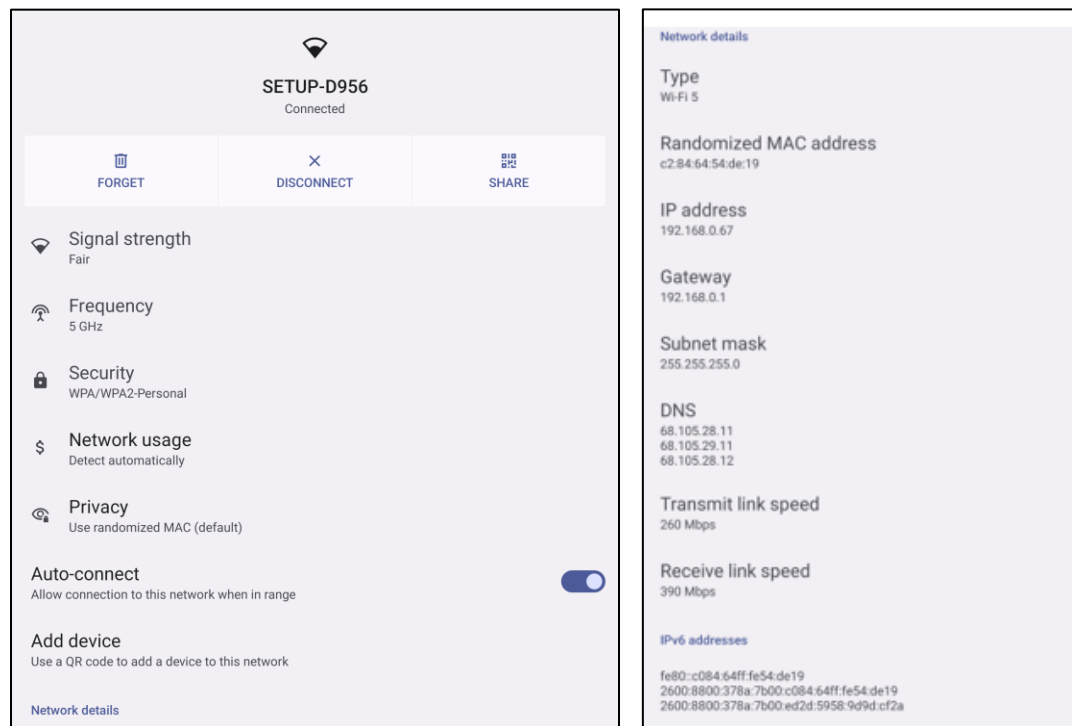 SETUP-D956
Connected
FORGET
DISCONNECT
SHARE
Signal strength
Fair
Frequency
5 GHz
Security
WPA/WPA2-Personal
Network usage
Detect automatically
Privacy
Use randomized MAC (default)
Auto-connect
Allow connection to this network when in range
Add device
Use a QR code to add a device to this network
Network details
Network details
Type
Wi-Fi 5
Randomized MAC address
c2:84:64:54:de:19
IP address
192.168.0.67
Gateway
192.168.0.1
Subnet mask
255.255.255.0
DNS
68.105.28.11
68.105.29.11
68.105.28.12
Transmit link speed
260 Mbps
Receive link speed
390 Mbps
IPv6 addresses
fe80::c084:64ff:fe54:de19
2600:8800:378a:7b00:c084:64ff:fe54:de19
2600:8800:378a:7b00:ed2d:5958:9d9d:cf2a